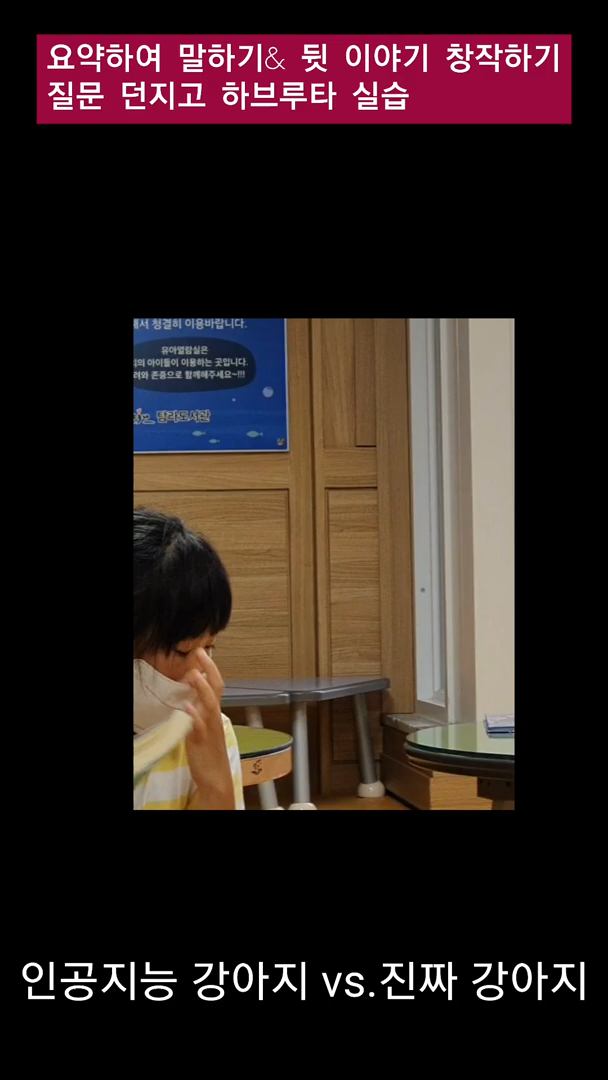 요약하여 말하기& 뒷 이야기 창작하기
질문 던지고 하브루타 실습
청결히 이용바랍니다.
유아열람실은
아이들이 이용하는 곳입니다.
존중으로 함께해주세요~!!!
탐라도서관
인공지능 강아지 vs.진짜 강아지